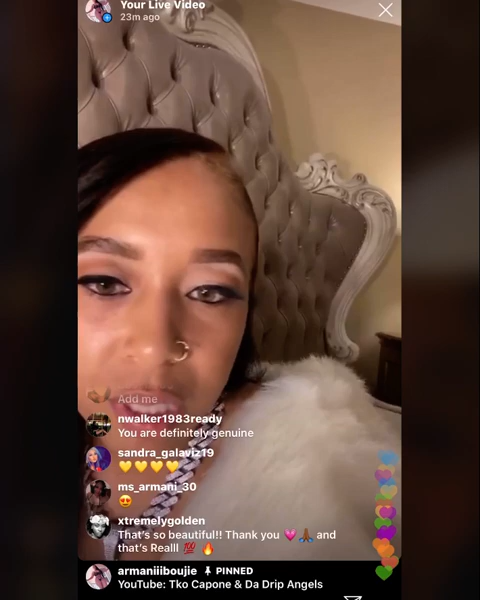 Your Live Video
23m ago
Add me
nwalker1983ready
You are definitely genuine
sandra_galaviz19
💛💛💛💛
ms_armani_30
😍
xtremelygolden
That's so beautiful!! Thank you 💗🙏🏾 and
that's Realll 💯 🔥
armaniiiboujie 📌 PINNED
YouTube: Tko Capone & Da Drip Angels